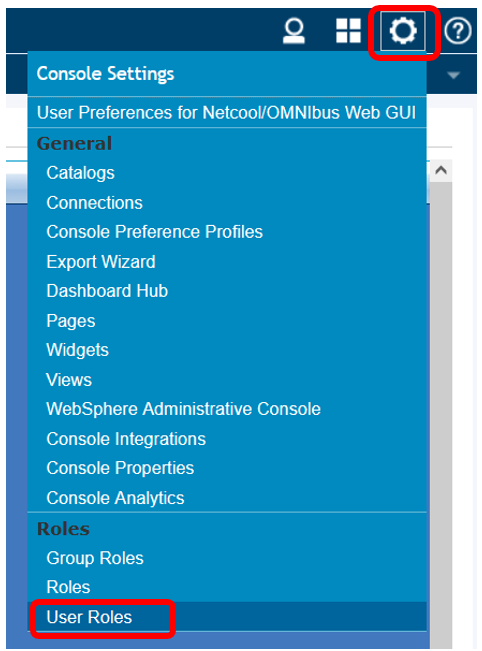 Console Settings
User Preferences for Netcool/OMNIbus Web GUI
General
Catalogs
Connections
Console Preference Profiles
Export Wizard
Dashboard Hub
Pages
Widgets
Views
WebSphere Administrative Console
Console Integrations
Console Properties
Console Analytics
Roles
Group Roles
Roles
User Roles